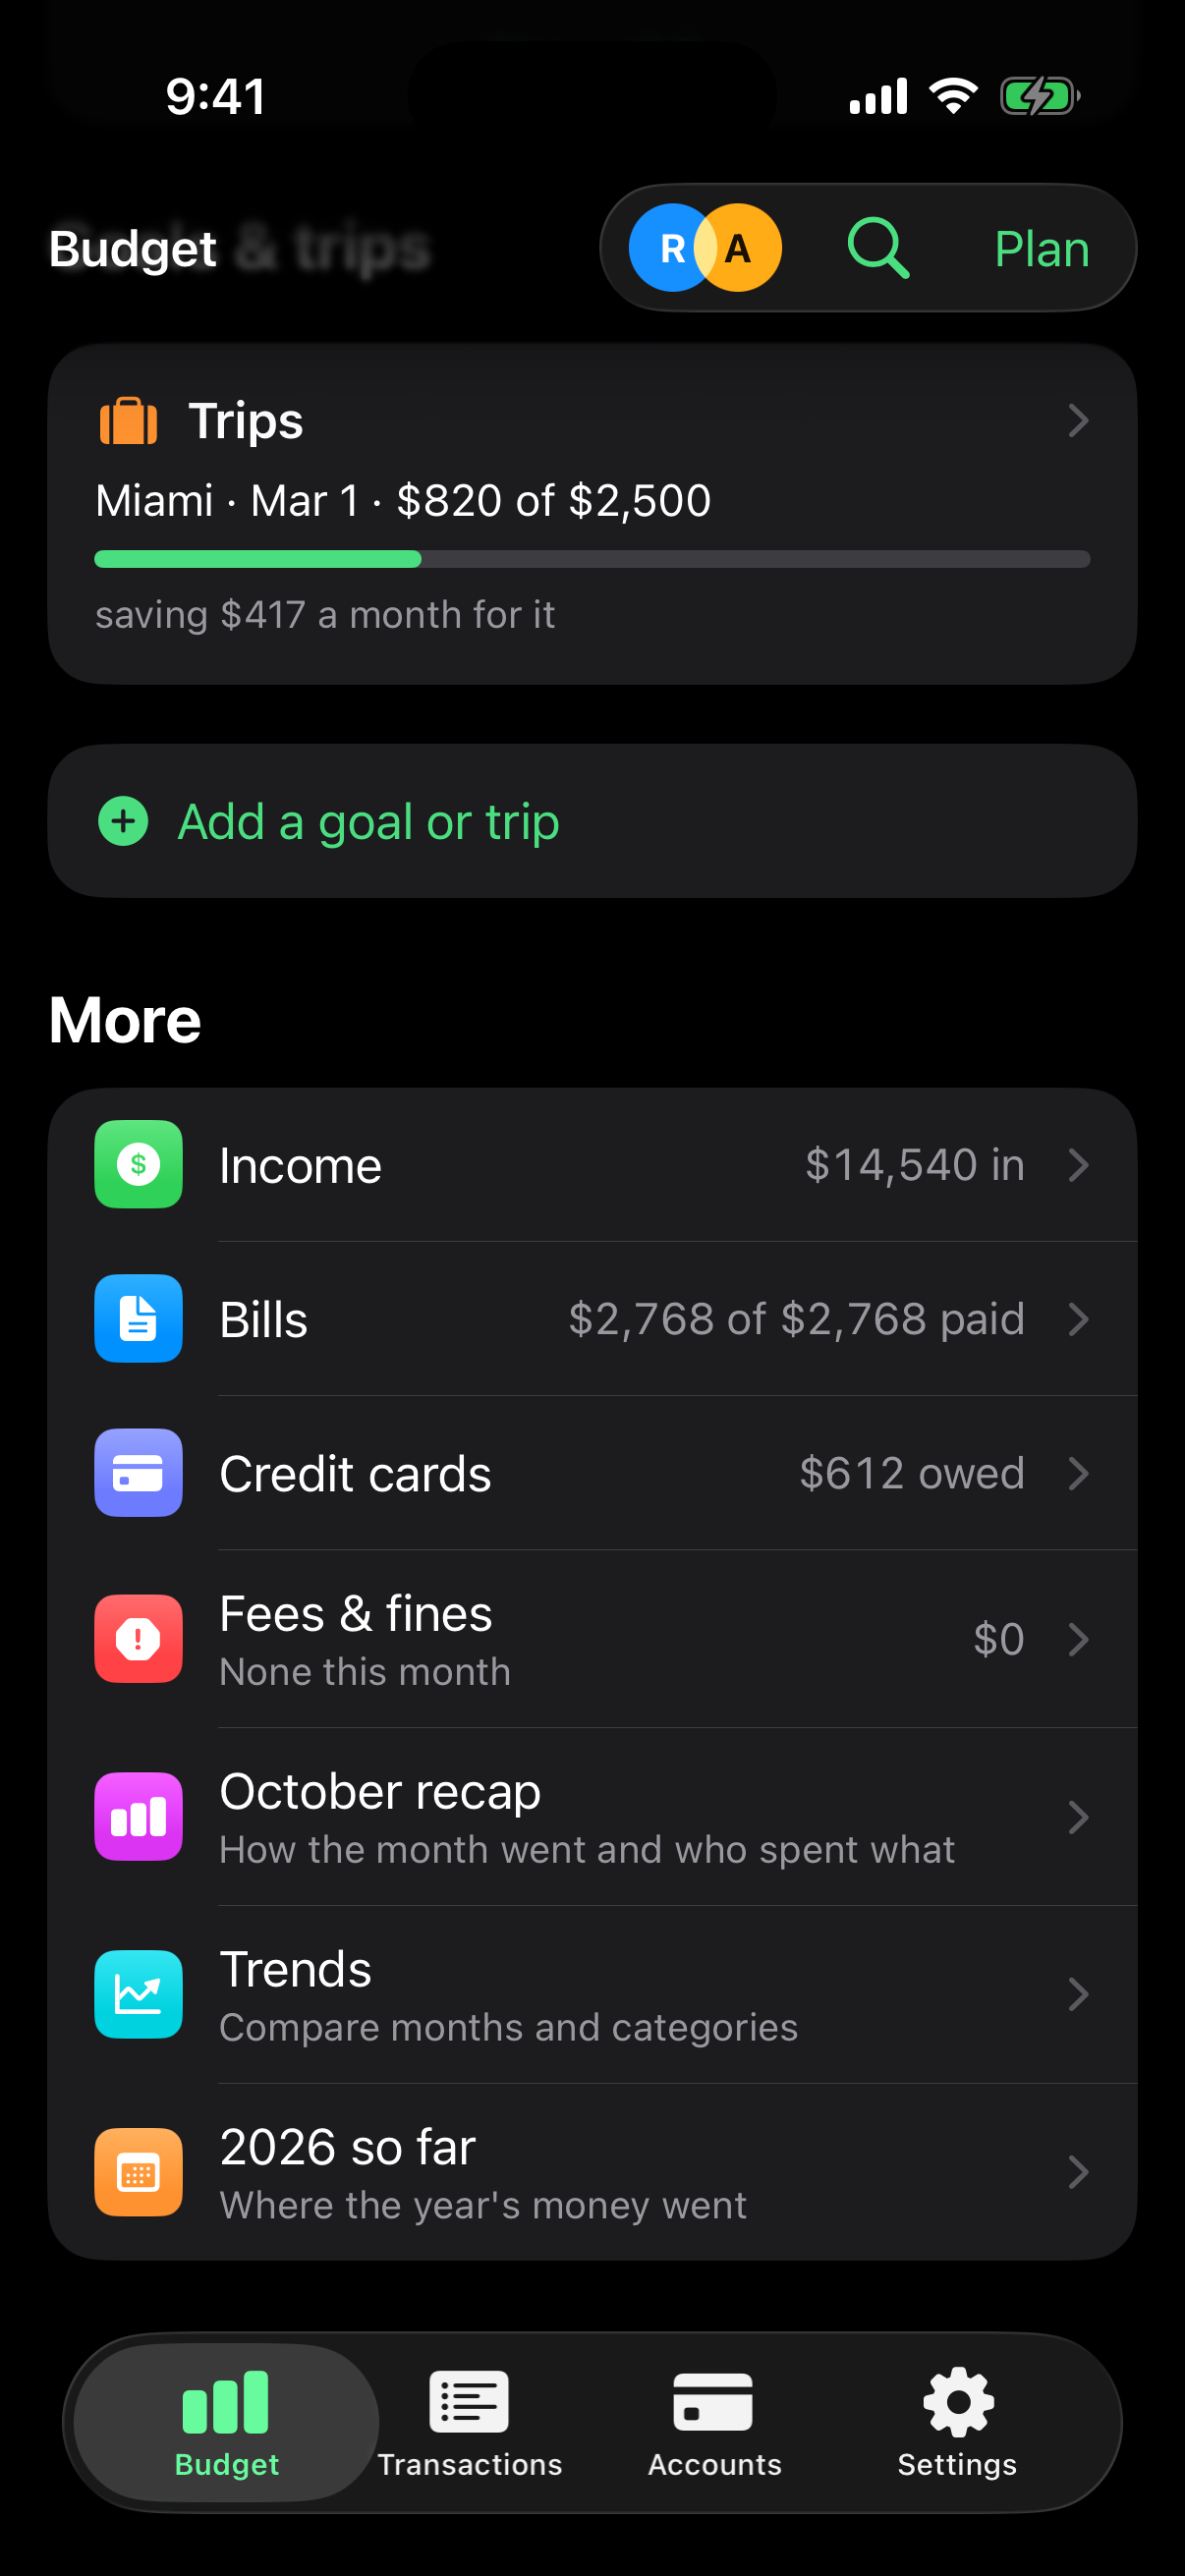 9:41
Budget & trips
R A
Plan
Trips
Miami · Mar 1 · $820 of $2,500
saving $417 a month for it
Add a goal or trip
More
Income $14,540 in
Bills $2,768 of $2,768 paid
Credit cards $612 owed
Fees & fines $0
None this month
October recap
How the month went and who spent what
Trends
Compare months and categories
2026 so far
Where the year's money went
Budget Transactions Accounts Settings